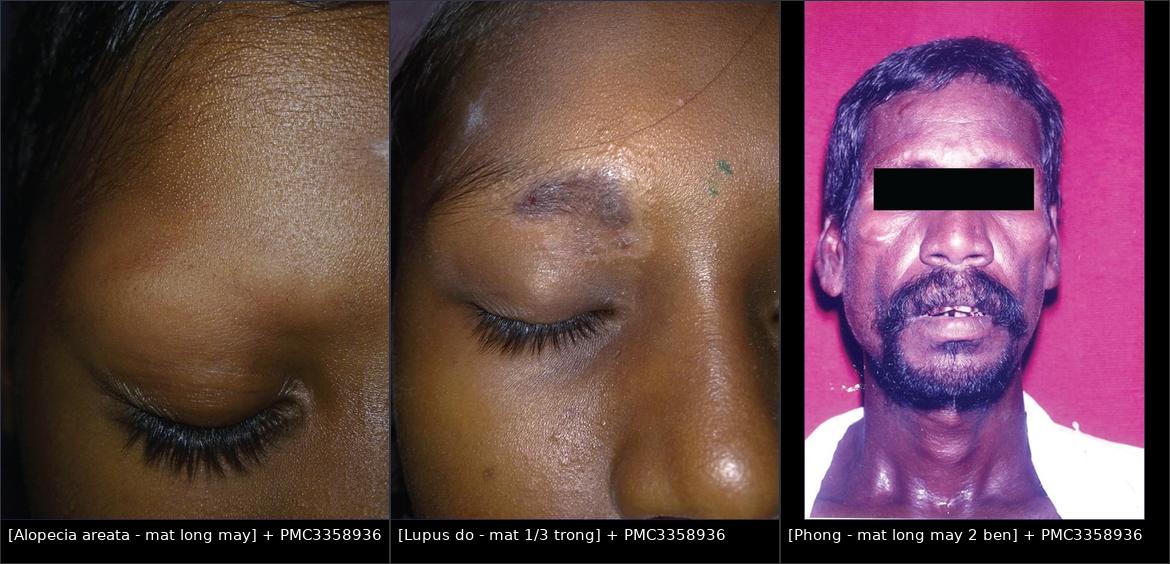 [Alopecia areata - mat long may] + PMC3358936
[Lupus do - mat 1/3 trong] + PMC3358936
[Phong - mat long may 2 ben] + PMC3358936